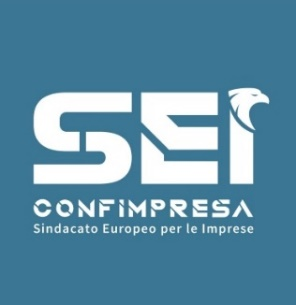 SEI
CONFIMPRESA
Sindacato Europeo per le Imprese